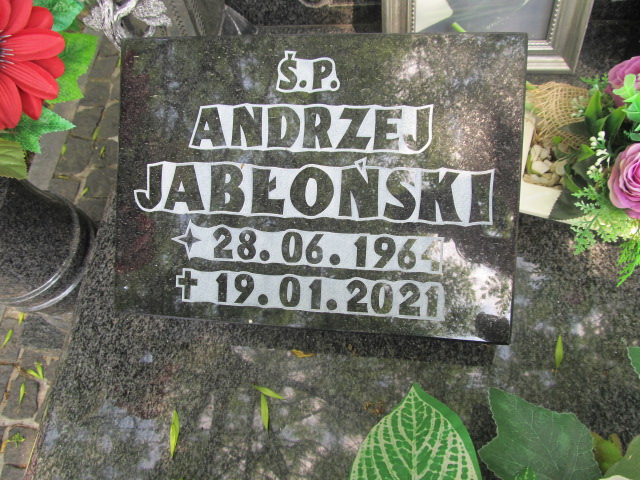 Ś.P.
ANDRZEJ
JABŁOŃSKI
28.06.1964
19.01.2021